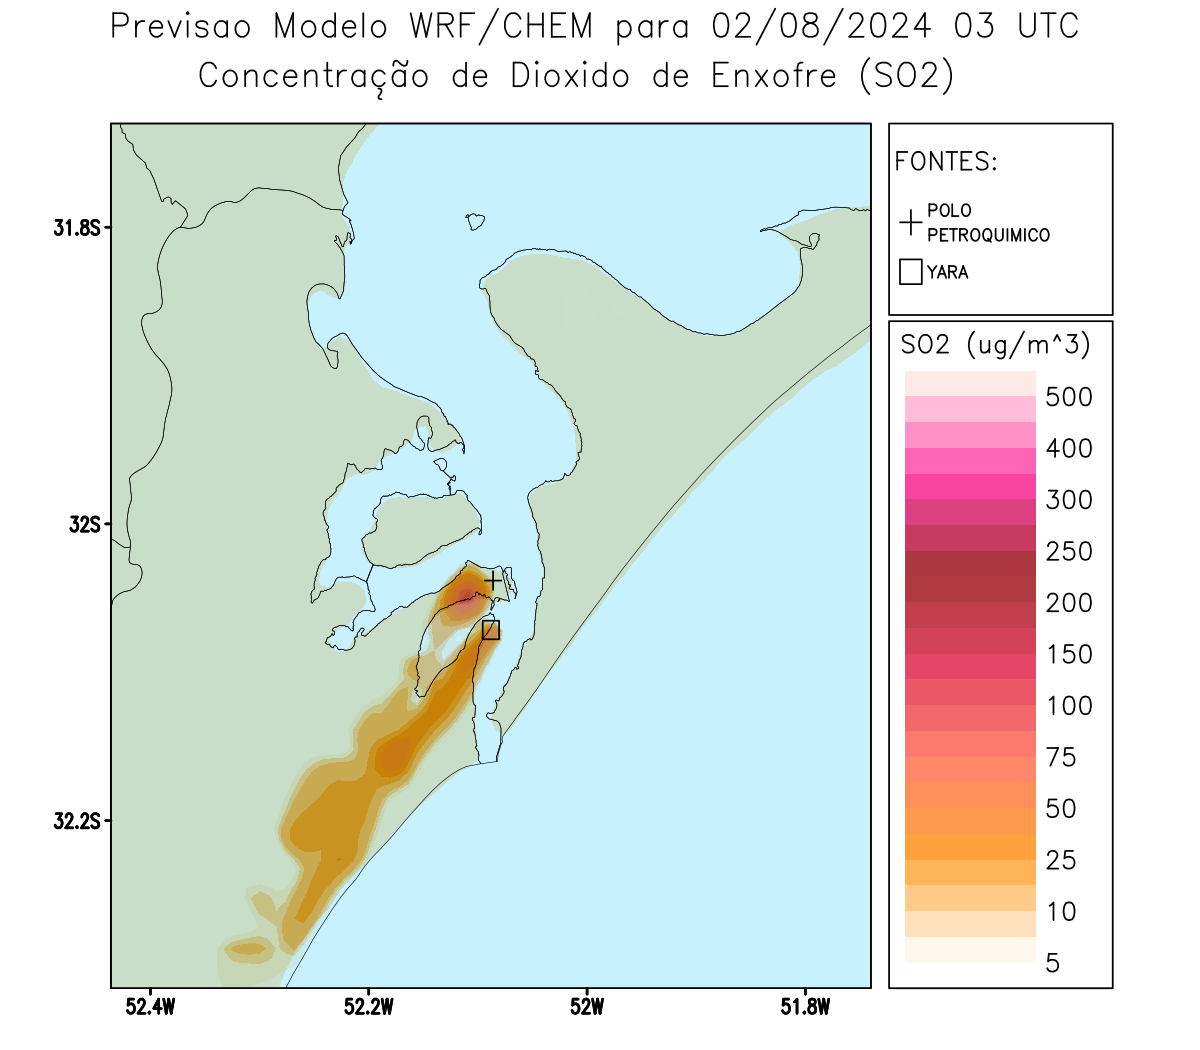 Previsao Modelo WRF/CHEM para 02/08/2024 03 UTC
Concentração de Dioxido de Enxofre (SO2)
FONTES:
POLO
PETROQUIMICO
YARA
SO2 (ug/m^3)
500
400
300
250
200
150
100
75
50
25
10
5
31.8S
32S
32.2S
52.4W
52.2W
52W
51.8W